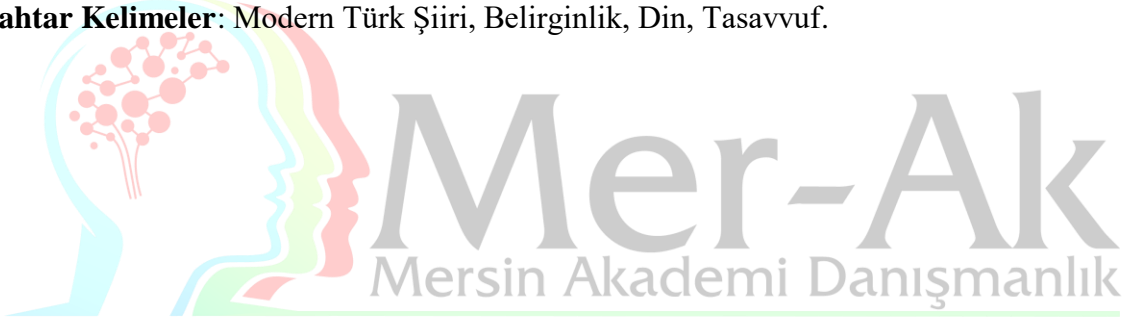 ahtar Kelimeler: Modern Türk Şiiri, Belirginlik, Din, Tasavvuf.
Mer-Ak
Mersin Akademi Danışmanlık